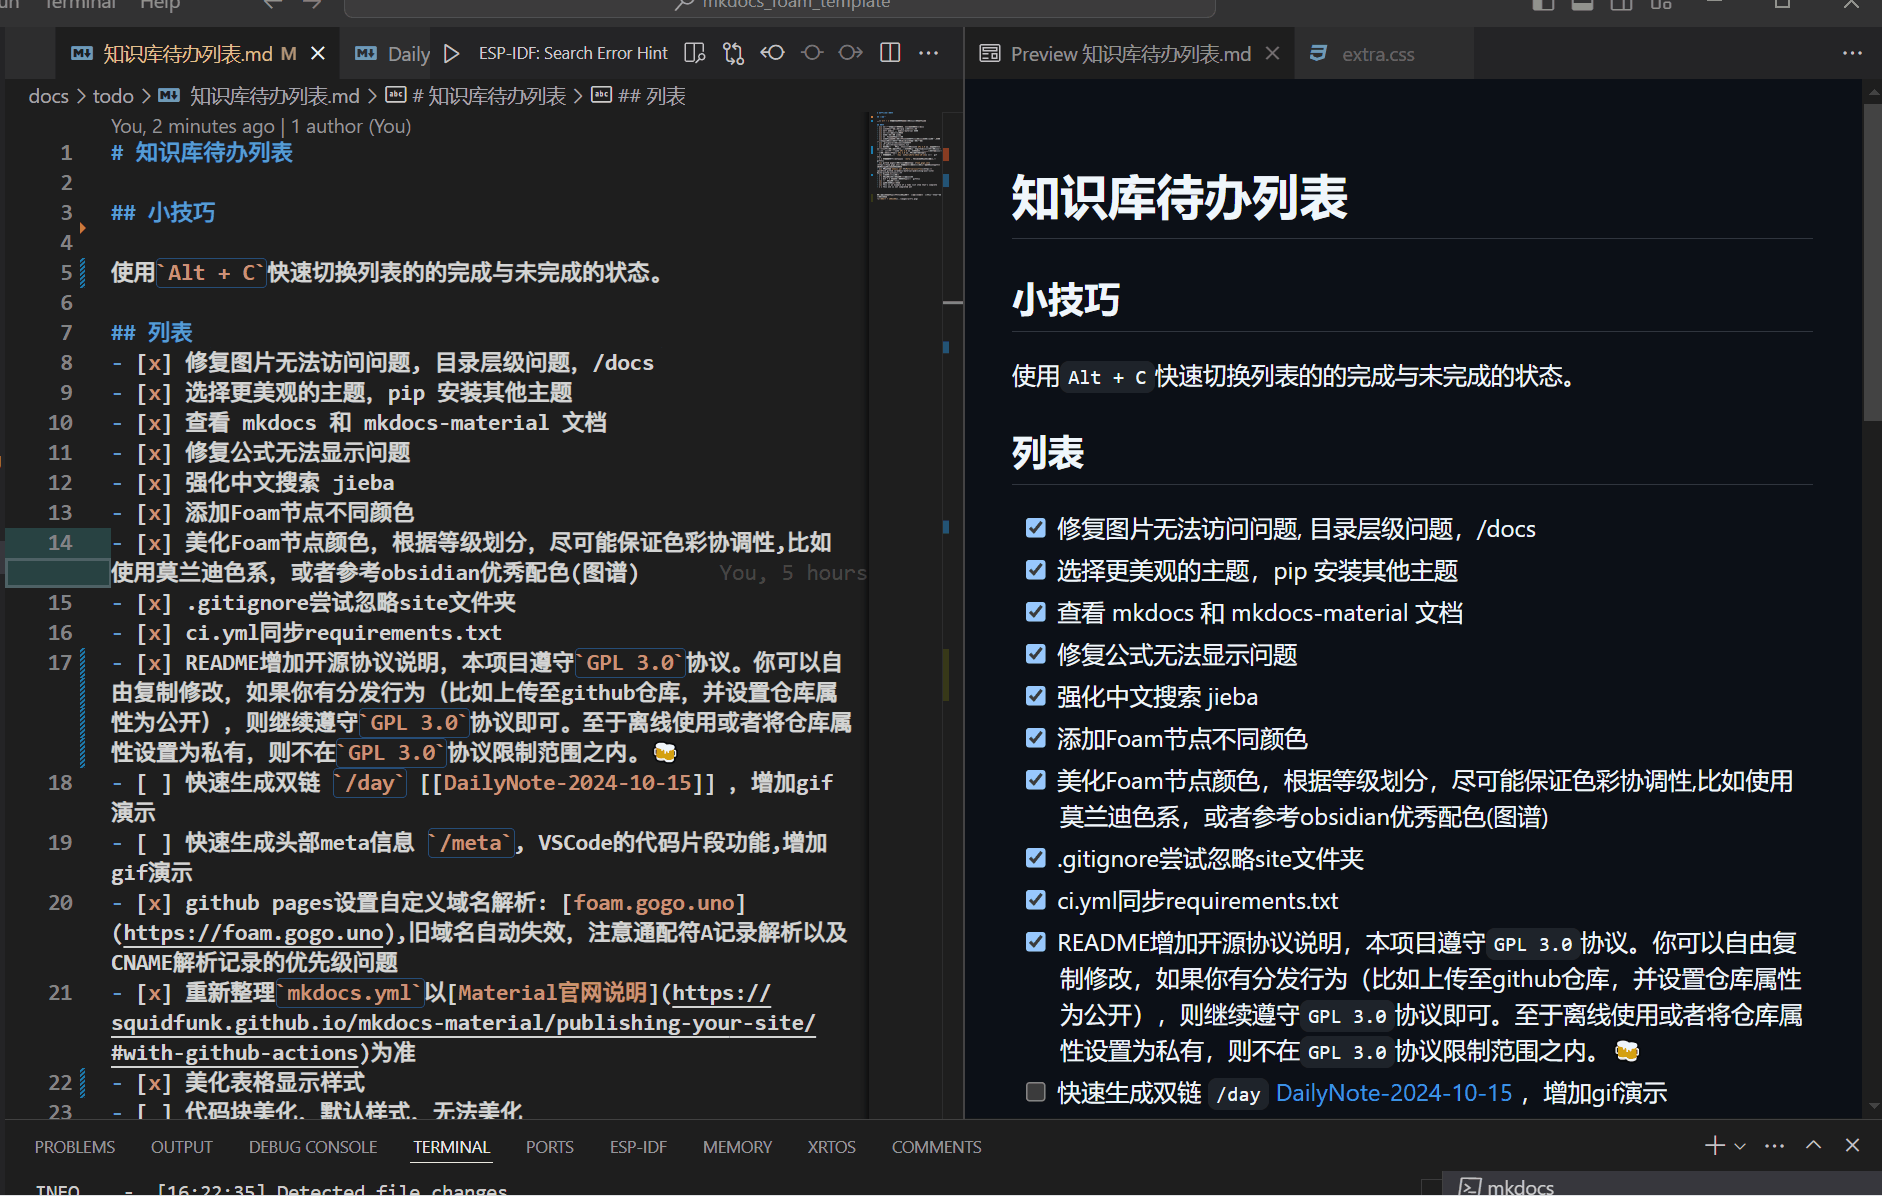 Terminal Help
mkdocs_foam_template
知识库待办列表.md M
Daily
ESP-IDF: Search Error Hint
Preview 知识库待办列表.md
extra.css
docs > todo > 知识库待办列表.md > # 知识库待办列表 > ## 列表
You, 2 minutes ago | 1 author (You)
1 # 知识库待办列表
2
3 ## 小技巧
4
5 使用`Alt + C`快速切换列表的的完成与未完成的状态。
6
7 ## 列表
8 - [x] 修复图片无法访问问题, 目录层级问题，/docs
9 - [x] 选择更美观的主题，pip 安装其他主题
10 - [x] 查看 mkdocs 和 mkdocs-material 文档
11 - [x] 修复公式无法显示问题
12 - [x] 强化中文搜索 jieba
13 - [x] 添加Foam节点不同颜色
14 - [x] 美化Foam节点颜色，根据等级划分，尽可能保证色彩协调性,比如
使用莫兰迪色系，或者参考obsidian优秀配色(图谱) You, 5 hours
15 - [x] .gitignore尝试忽略site文件夹
16 - [x] ci.yml同步requirements.txt
17 - [x] README增加开源协议说明，本项目遵守`GPL 3.0`协议。你可以自
由复制修改，如果你有分发行为（比如上传至github仓库，并设置仓库属
性为公开），则继续遵守`GPL 3.0`协议即可。至于离线使用或者将仓库属
性设置为私有，则不在`GPL 3.0`协议限制范围之内。🍻
18 - [ ] 快速生成双链 `/day` [[DailyNote-2024-10-15]] ，增加gif
演示
19 - [ ] 快速生成头部meta信息 `/meta`，VSCode的代码片段功能,增加
gif演示
20 - [x] github pages设置自定义域名解析：[foam.gogo.uno]
(https://foam.gogo.uno),旧域名自动失效，注意通配符A记录解析以及
CNAME解析记录的优先级问题
21 - [x] 重新整理`mkdocs.yml`以[Material官网说明](https://
squidfunk.github.io/mkdocs-material/publishing-your-site/
#with-github-actions)为准
22 - [x] 美化表格显示样式
23 - [ ] 代码块美化，默认样式，无法美化
知识库待办列表
小技巧
使用 Alt + C 快速切换列表的的完成与未完成的状态。
列表
修复图片无法访问问题, 目录层级问题，/docs
选择更美观的主题，pip 安装其他主题
查看 mkdocs 和 mkdocs-material 文档
修复公式无法显示问题
强化中文搜索 jieba
添加Foam节点不同颜色
美化Foam节点颜色，根据等级划分，尽可能保证色彩协调性,比如使用
莫兰迪色系，或者参考obsidian优秀配色(图谱)
.gitignore尝试忽略site文件夹
ci.yml同步requirements.txt
README增加开源协议说明，本项目遵守 GPL 3.0 协议。你可以自由复
制修改，如果你有分发行为（比如上传至github仓库，并设置仓库属性
为公开），则继续遵守 GPL 3.0 协议即可。至于离线使用或者将仓库属
性设置为私有，则不在 GPL 3.0 协议限制范围之内。🍻
快速生成双链 /day DailyNote-2024-10-15 ，增加gif演示
PROBLEMS OUTPUT DEBUG CONSOLE TERMINAL PORTS ESP-IDF MEMORY XRTOS COMMENTS
INFO - [16:22:35] Detected file changes
mkdocs